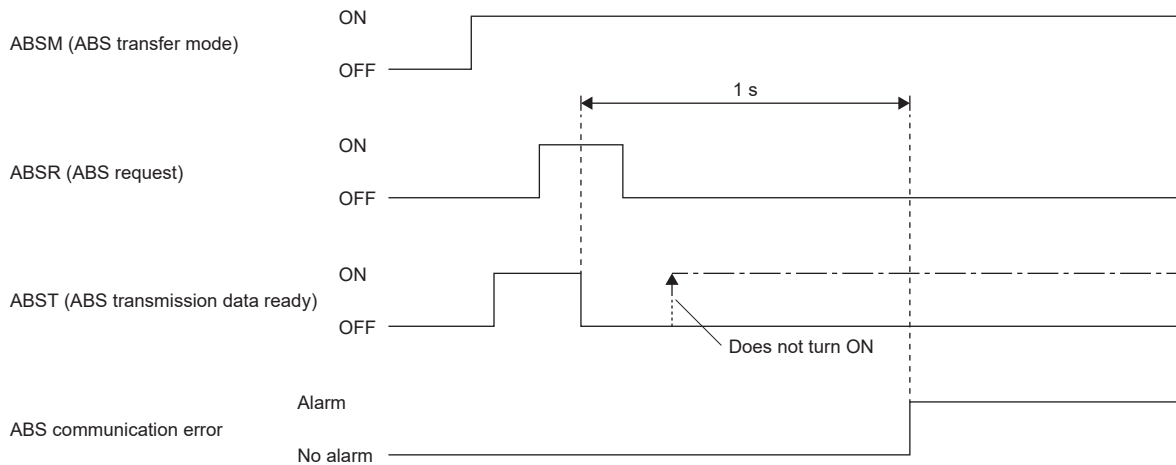 ON
ABSM (ABS transfer mode)
OFF
1 s
ON
ABSR (ABS request)
OFF
ON
ABST (ABS transmission data ready)
OFF
Does not turn ON
Alarm
ABS communication error
No alarm